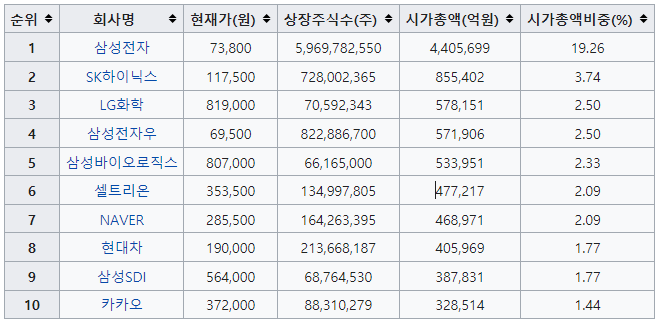 순위 회사명 현재가(원) 상장주식수(주) 시가총액(억원) 시가총액비중(%)
1 삼성전자 73,800 5,969,782,550 4,405,699 19.26
2 SK하이닉스 117,500 728,002,365 855,402 3.74
3 LG화학 819,000 70,592,343 578,151 2.50
4 삼성전자우 69,500 822,886,700 571,906 2.50
5 삼성바이오로직스 807,000 66,165,000 533,951 2.33
6 셀트리온 353,500 134,997,805 477,217 2.09
7 NAVER 285,500 164,263,395 468,971 2.09
8 현대차 190,000 213,668,187 405,969 1.77
9 삼성SDI 564,000 68,764,530 387,831 1.77
10 카카오 372,000 88,310,279 328,514 1.44